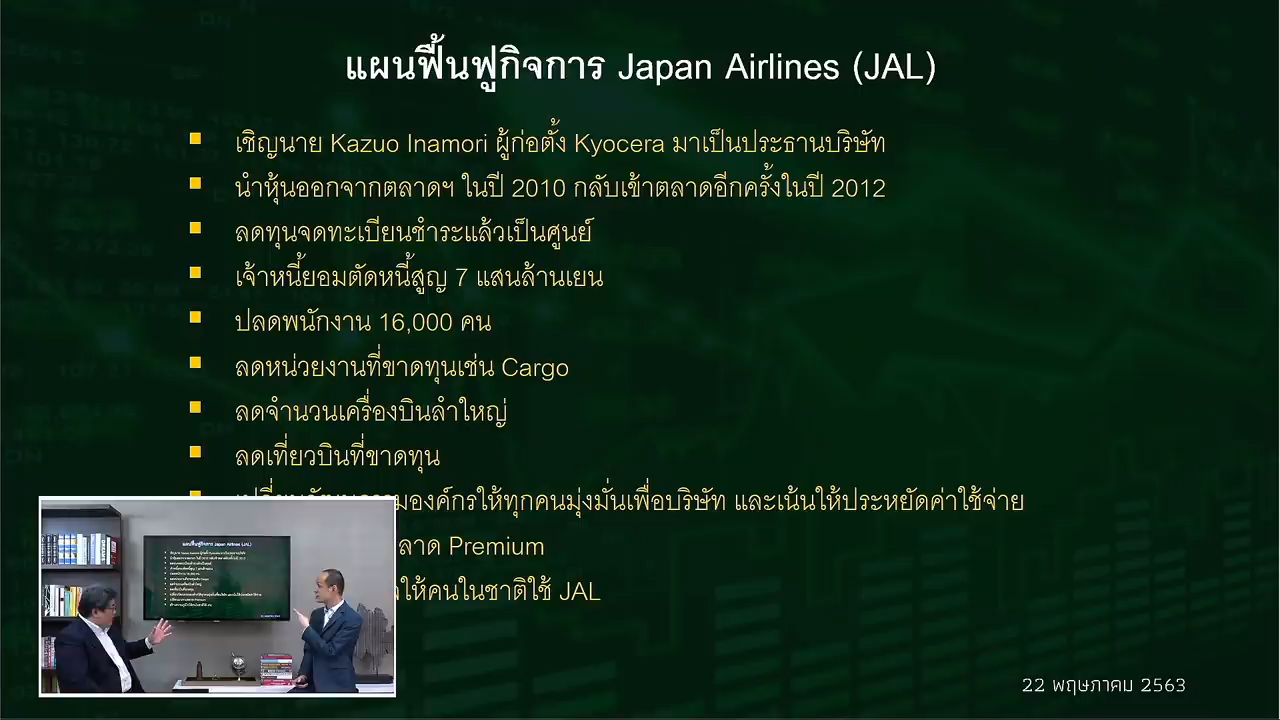 แผนฟื้นฟูกิจการ Japan Airlines (JAL)
เชิญนาย Kazuo Inamori ผู้ก่อตั้ง Kyocera มาเป็นประธานบริษัท
นำหุ้นออกจากตลาดฯ ในปี 2010 กลับเข้าตลาดอีกครั้งในปี 2012
ลดทุนจดทะเบียนชำระแล้วเป็นศูนย์
เจ้าหนี้ยอมตัดหนี้สูญ 7 แสนล้านเยน
ปลดพนักงาน 16,000 คน
ลดหน่วยงานที่ขาดทุนเช่น Cargo
ลดจำนวนเครื่องบินลำใหญ่
ลดเที่ยวบินที่ขาดทุน
องค์กรให้ทุกคนมุ่งมั่นเพื่อบริษัท และเน้นให้ประหยัดค่าใช้จ่าย
ลาด Premium
ให้คนในชาติใช้ JAL
22 พฤษภาคม 2563